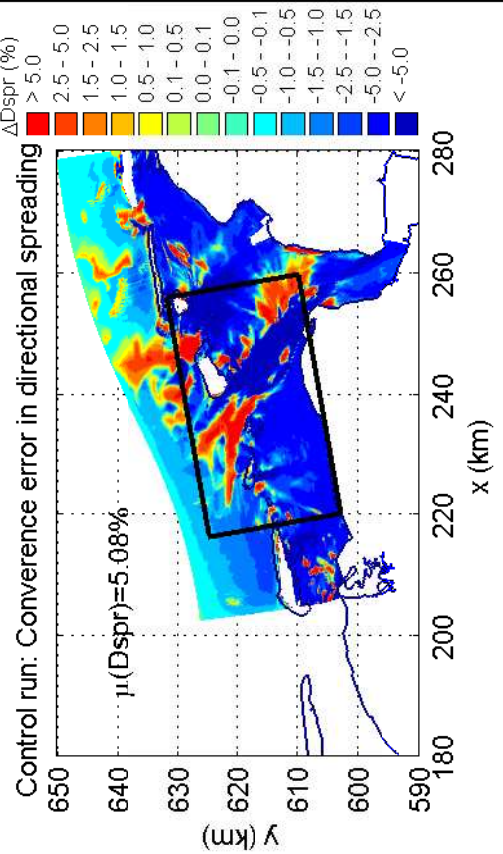 Control run: Converence error in directional spreading
μ(Dspr)=5.08%
y (km)
650
640
630
620
610
600
590
180
200
220
240
260
280
x (km)
ΔDspr (%)
> 5.0
2.5 - 5.0
1.5 - 2.5
1.0 - 1.5
0.5 - 1.0
0.1 - 0.5
0.0 - 0.1
-0.1 - 0.0
-0.5 - -0.1
-1.0 - -0.5
-1.5 - -1.0
-2.5 - -1.5
-5.0 - -2.5
< -5.0